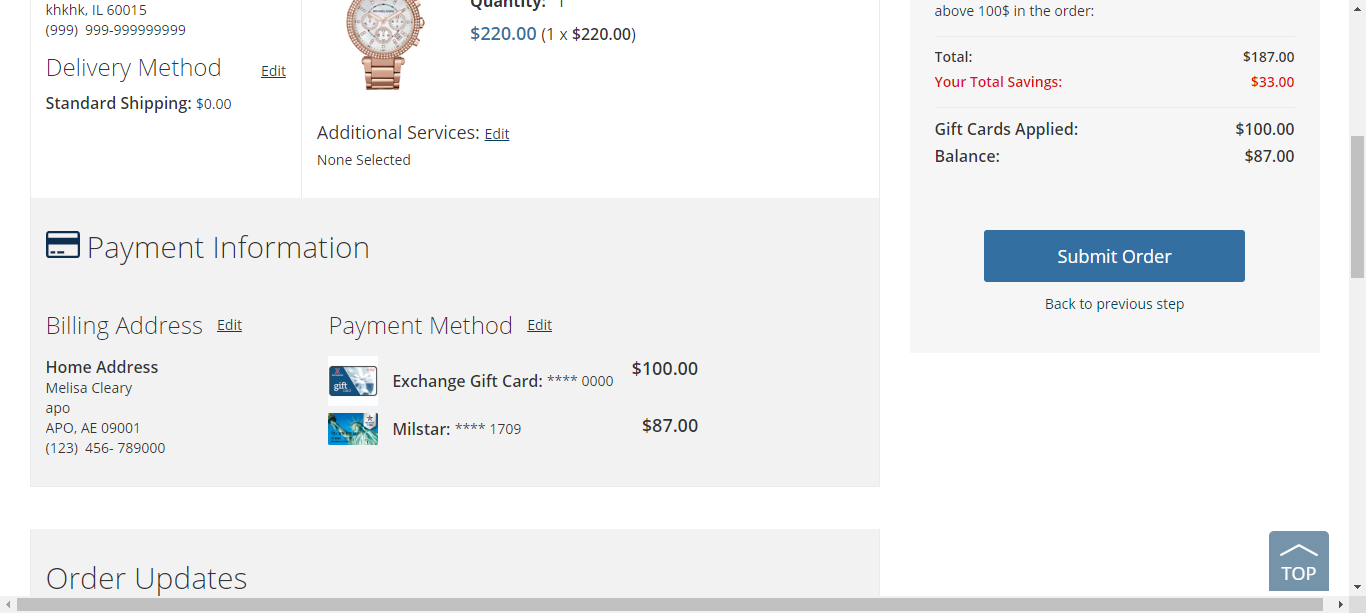 khkhk, IL 60015
(999) 999-999999999
Delivery Method Edit
Standard Shipping: $0.00
Quantity: 1
$220.00 (1 x $220.00)
Additional Services: Edit
None Selected
Payment Information
Billing Address Edit
Home Address
Melisa Cleary
apo
APO, AE 09001
(123) 456- 789000
Payment Method Edit
gift
Exchange Gift Card: **** 0000 $100.00
Milstar: **** 1709 $87.00
Order Updates
above 100$ in the order:
Total: $187.00
Your Total Savings: $33.00
Gift Cards Applied: $100.00
Balance: $87.00
Submit Order
Back to previous step
TOP